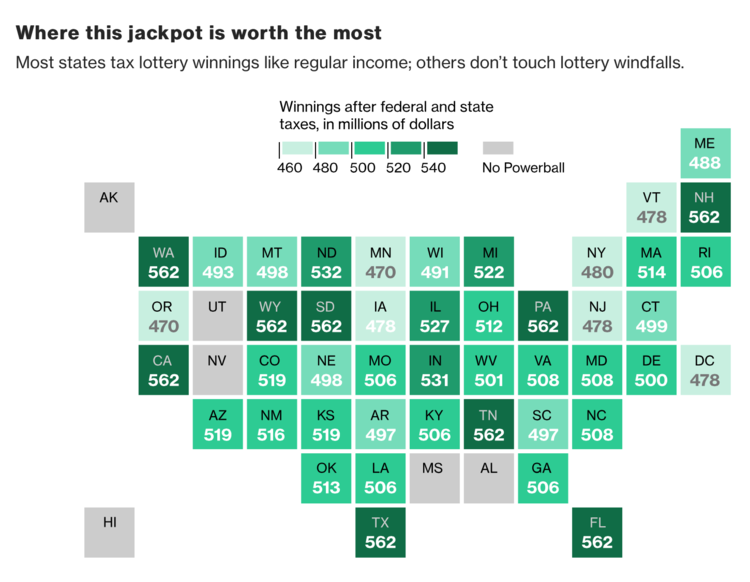 Where this jackpot is worth the most
Most states tax lottery winnings like regular income; others don’t touch lottery windfalls.
Winnings after federal and state
taxes, in millions of dollars
460 480 500 520 540 No Powerball
ME
488
AK VT NH
478 562
WA ID MT ND MN WI MI NY MA RI
562 493 498 532 470 491 522 480 514 506
OR UT WY SD IA IL OH PA NJ CT
470 562 562 478 527 512 562 478 499
CA NV CO NE MO IN WV VA MD DE DC
562 519 498 506 531 501 508 508 500 478
AZ NM KS AR KY TN SC NC
519 516 519 497 506 562 497 508
OK LA MS AL GA
513 506 506
HI TX FL
562 562